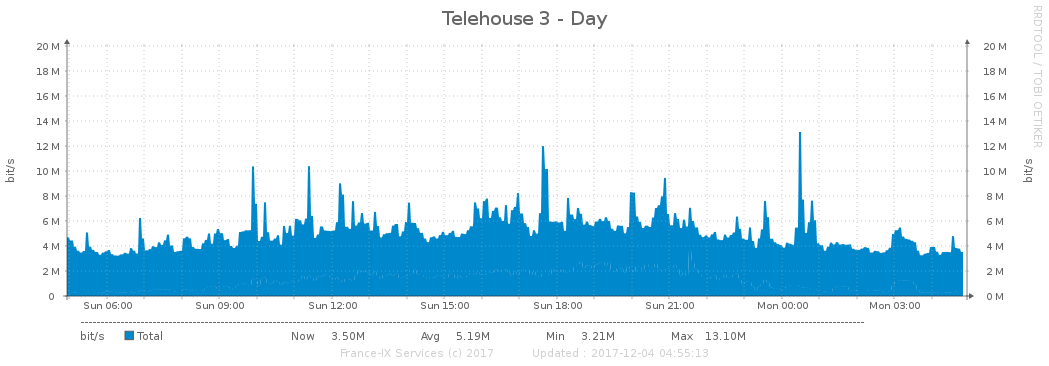 Telehouse 3 - Day
RRDTOOL / TOBI OETIKER
bit/s
bit/s
20 M 20 M
18 M 18 M
16 M 16 M
14 M 14 M
12 M 12 M
10 M 10 M
8 M 8 M
6 M 6 M
4 M 4 M
2 M 2 M
0 0 M
Sun 06:00 Sun 09:00 Sun 12:00 Sun 15:00 Sun 18:00 Sun 21:00 Mon 00:00 Mon 03:00
bit/s Total Now 3.50M Avg 5.19M Min 3.21M Max 13.10M
France-IX Services (c) 2017 Updated : 2017-12-04 04:55:13